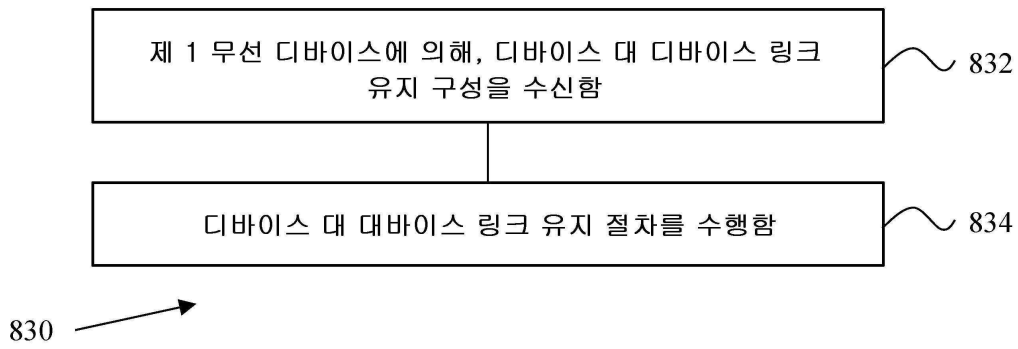 제 1 무선 디바이스에 의해, 디바이스 대 디바이스 링크
유지 구성을 수신함
832
디바이스 대 대바이스 링크 유지 절차를 수행함
834
830